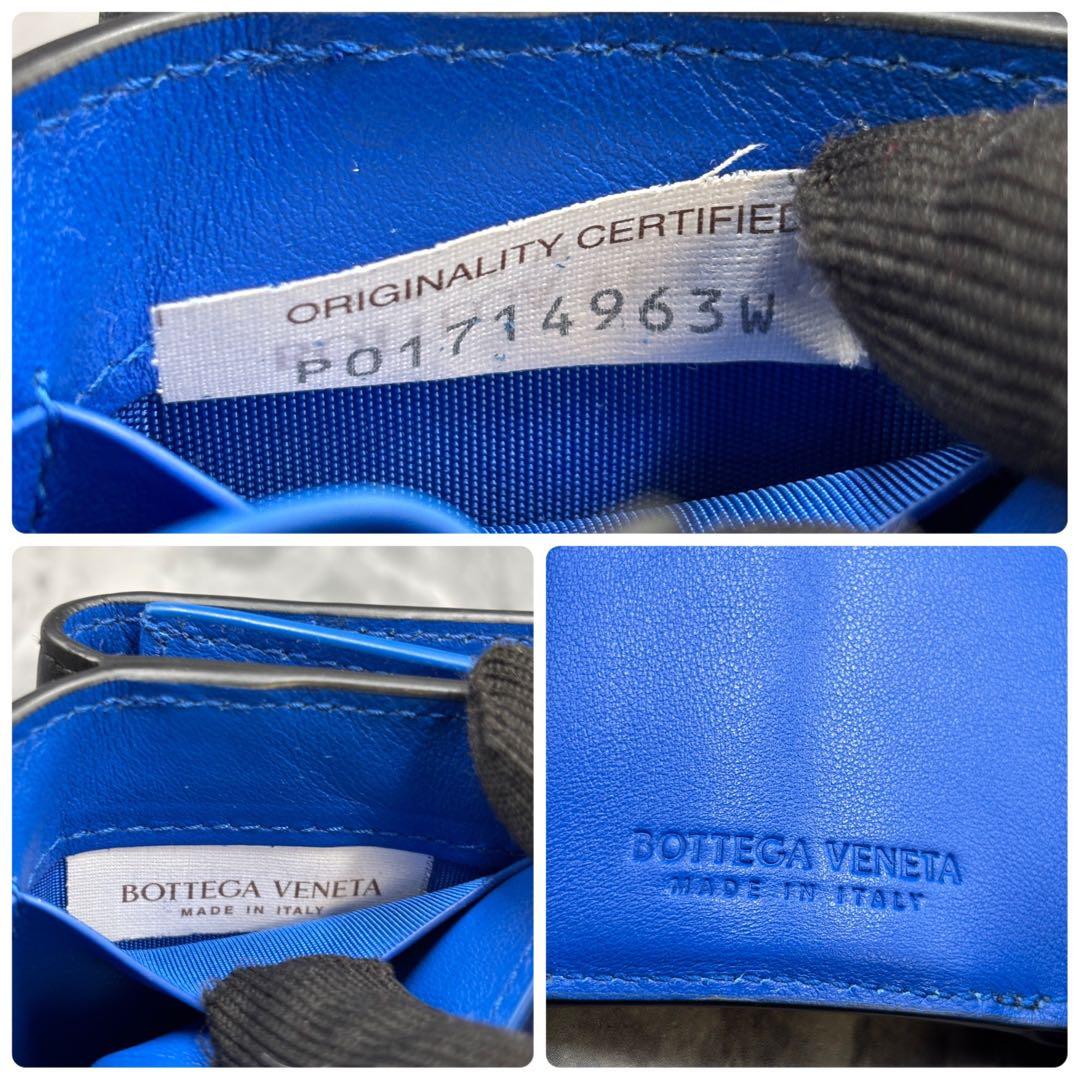 ORIGINALITY CERTIFIED
P01714963W
BOTTEGA VENETA
MADE IN ITALY
BOTTEGA VENETA
MADE IN ITALY